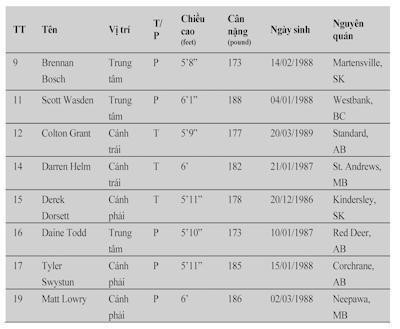 TT Tên Vị trí T/P Chiều cao (feet) Cân nặng (pound) Ngày sinh Nguyên quán
9 Brennan Bosch Trung tâm P 5’8” 173 14/02/1988 Martensville, SK
11 Scott Wasden Trung tâm P 6’1” 188 04/01/1988 Westbank, BC
12 Colton Grant Cánh trái T 5’9” 177 20/03/1989 Standard, AB
14 Darren Helm Cánh trái T 6’ 182 21/01/1987 St. Andrews, MB
15 Derek Dorsett Cánh phải T 5’11” 178 20/12/1986 Kindersley, SK
16 Daine Todd Trung tâm P 5’10” 173 10/01/1987 Red Deer, AB
17 Tyler Swystun Cánh phải P 5’11” 185 15/01/1988 Corchrane, AB
19 Matt Lowry Cánh phải P 6’ 186 02/03/1988 Neepawa, MB